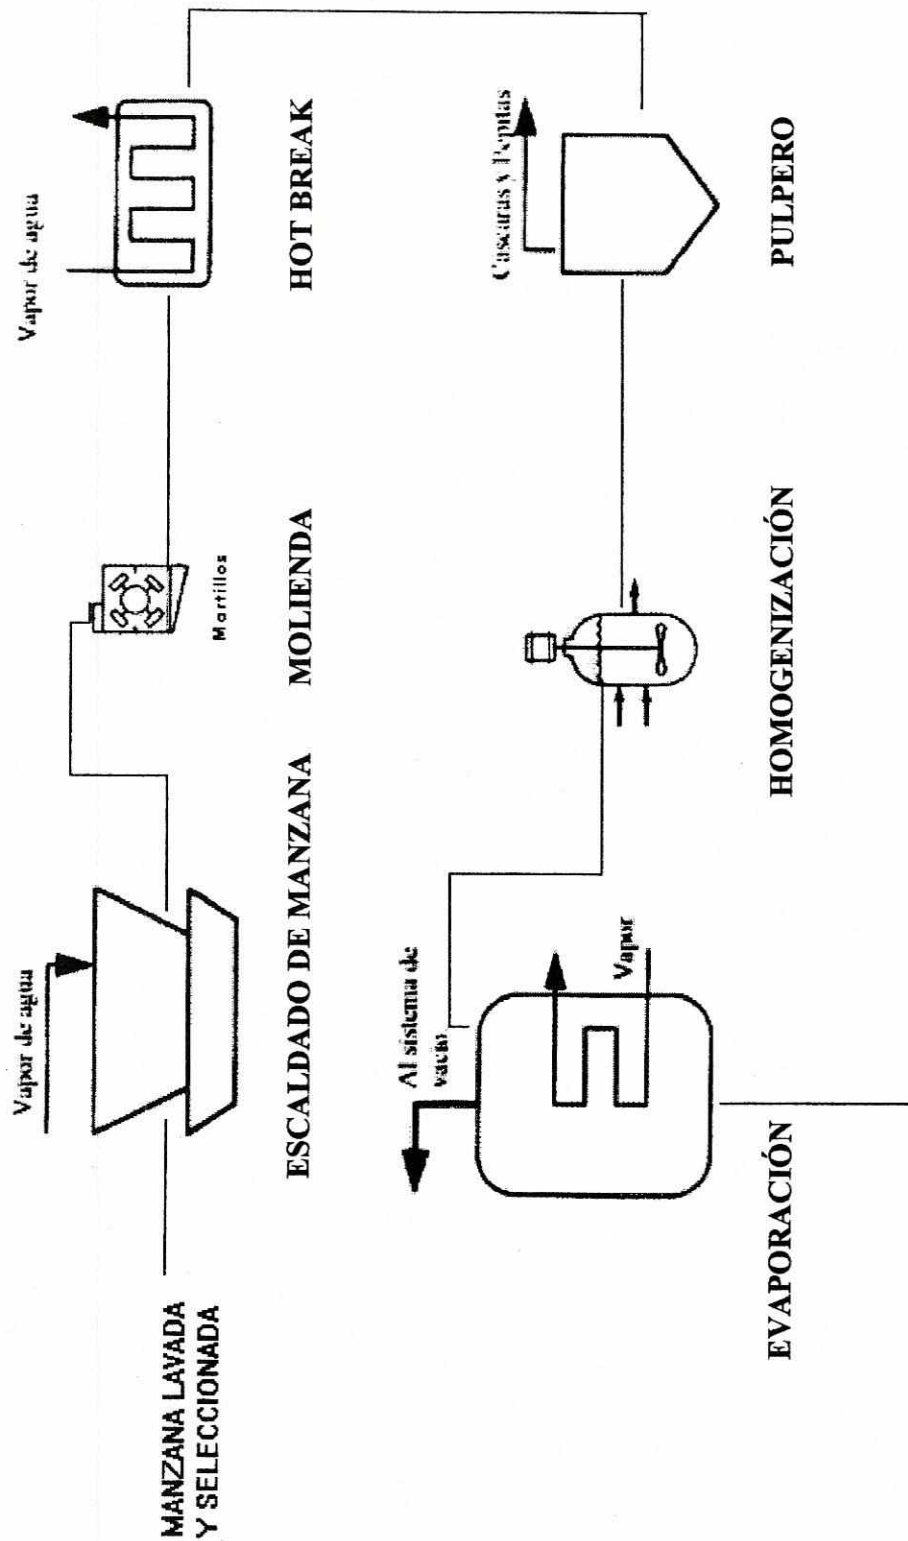 Vapor de agua
Vapor de agua
MANZANA LAVADA
Y SELECCIONADA
Martillos
ESCALDADO DE MANZANA
MOLIENDA
HOT BREAK
Al sistema de
vacio
Cascaras y Pepitas
Vapor
EVAPORACIÓN
HOMOGENIZACIÓN
PULPERO